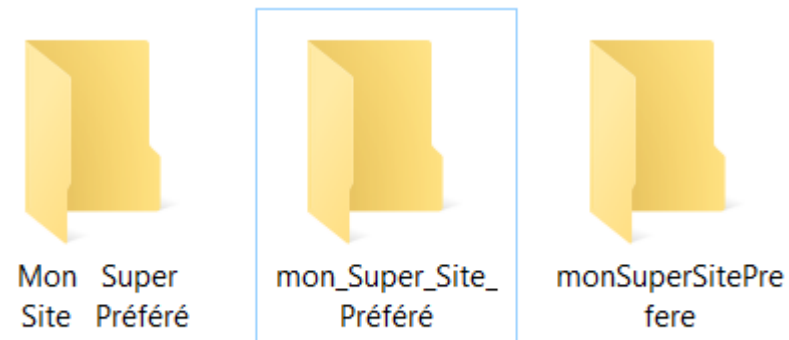 Mon   Super
Site   Préféré
mon_Super_Site_
Préféré
monSuperSitePre
fere